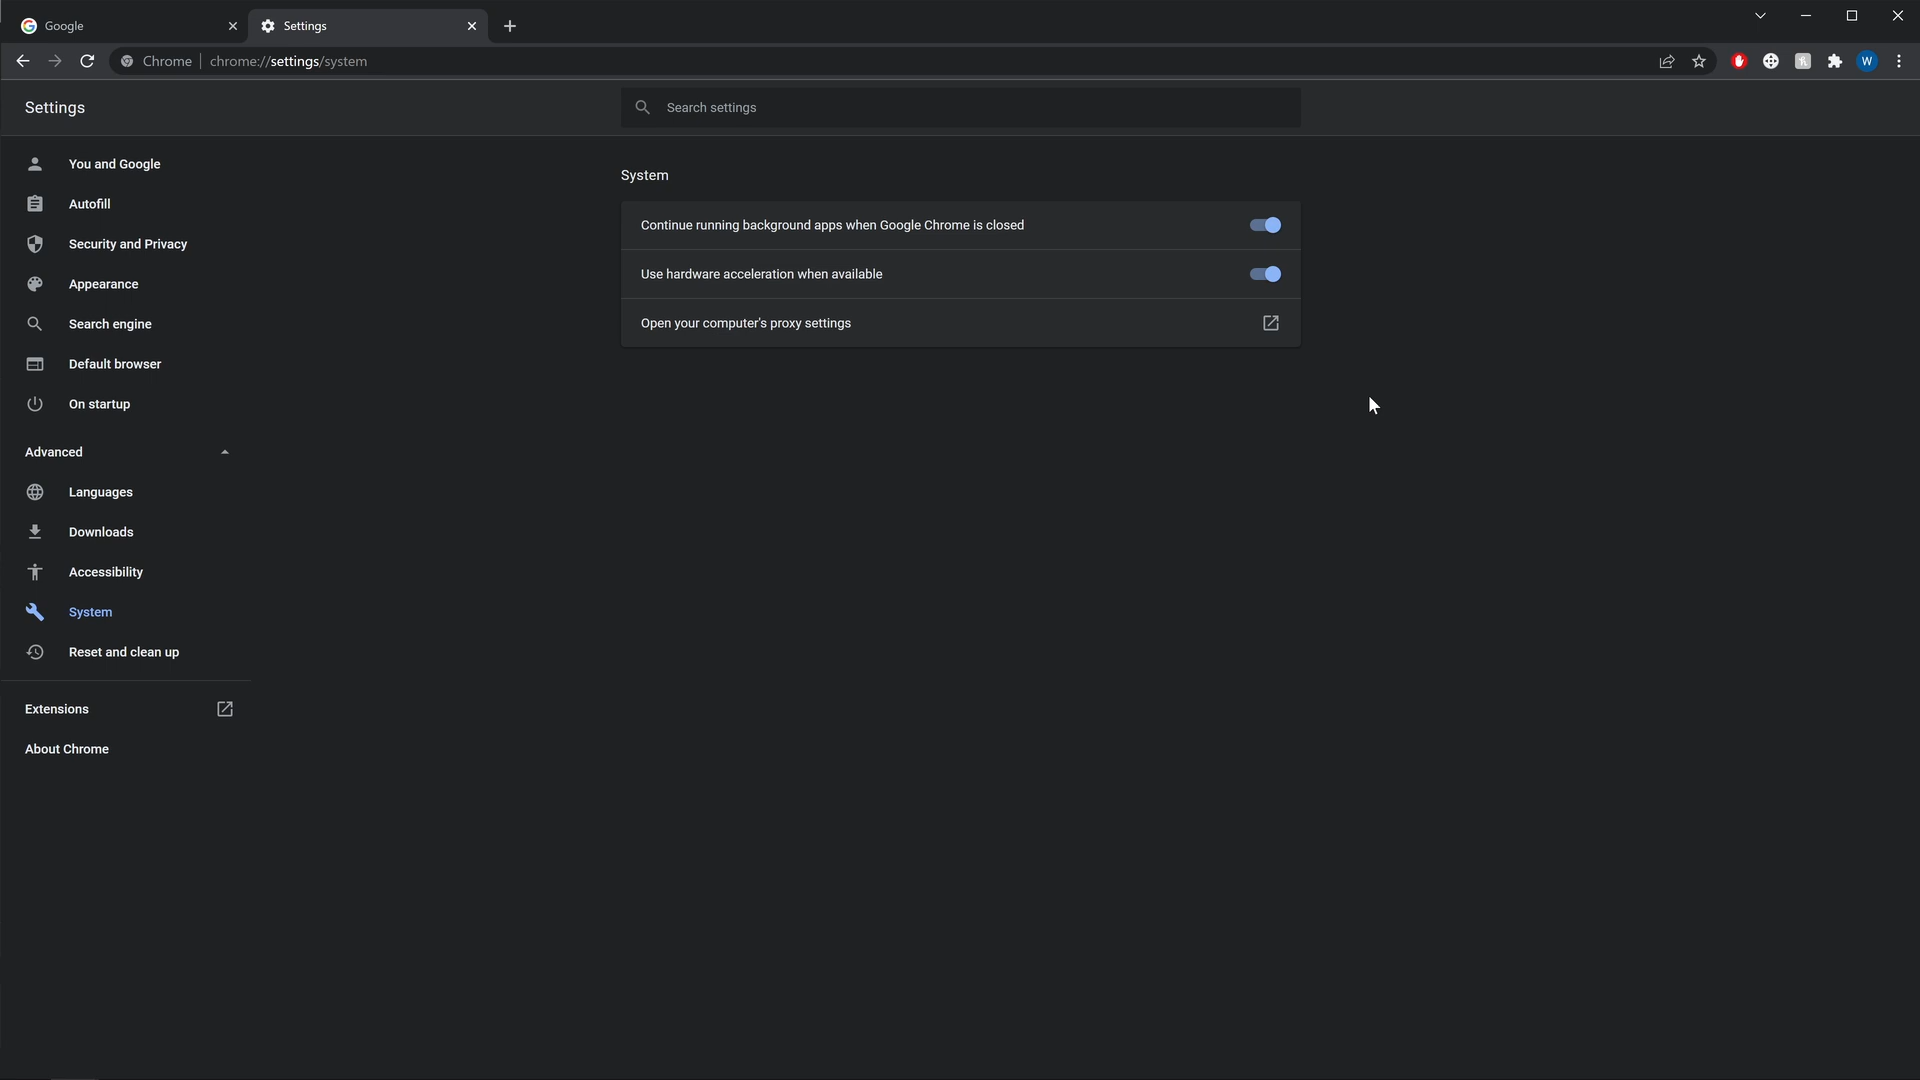 Google
Settings
Chrome
chrome://settings/system
W
Settings
Search settings
You and Google
Autofill
Security and Privacy
Appearance
Search engine
Default browser
On startup
Advanced
Languages
Downloads
Accessibility
System
Reset and clean up
Extensions
About Chrome
System
Continue running background apps when Google Chrome is closed
Use hardware acceleration when available
Open your computer's proxy settings